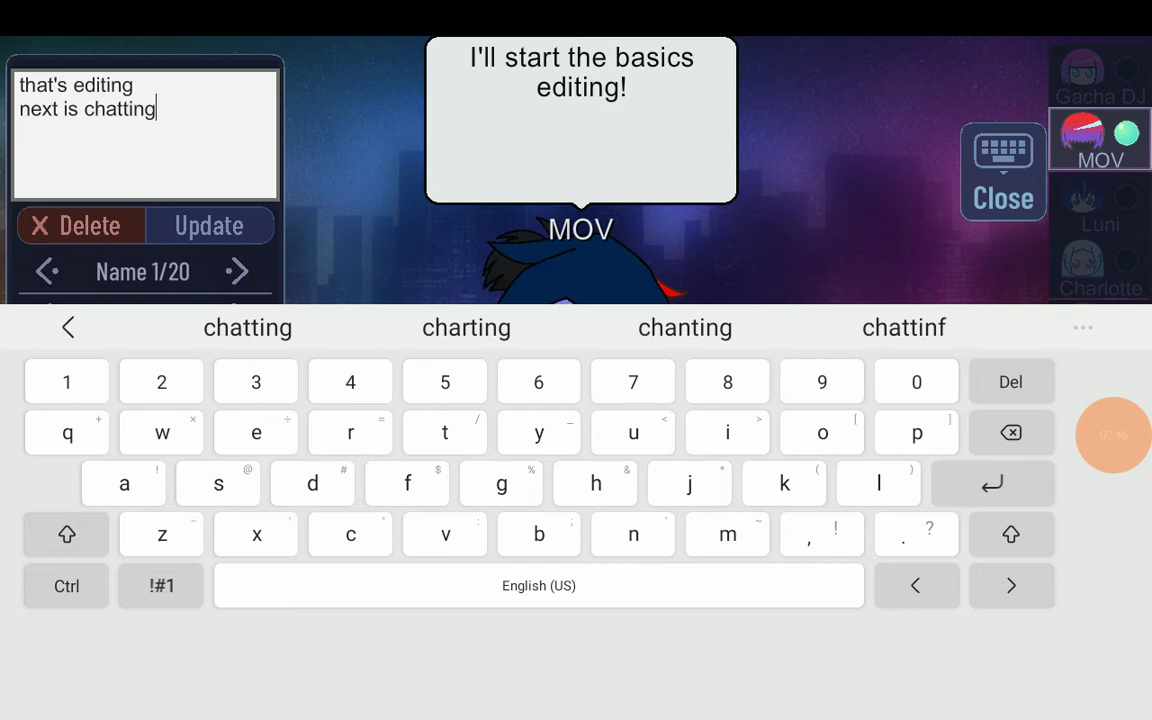 that's editing
next is chatting
X Delete
Update
Name 1/20
I'll start the basics
editing!
MOV
Close
Gacha DJ
MOV
Luni
Charlotte
chatting charting chanting chattinf ...
1 2 3 4 5 6 7 8 9 0 Del
q + w × e ÷ r = t / y _ u < i > o [ p ]
a ! s @ d # f $ g % h & j * k ( l )
z - x ' c " v : b ; n ` m ~ , ! . ?
Ctrl !#1 English (US) < >
02:46